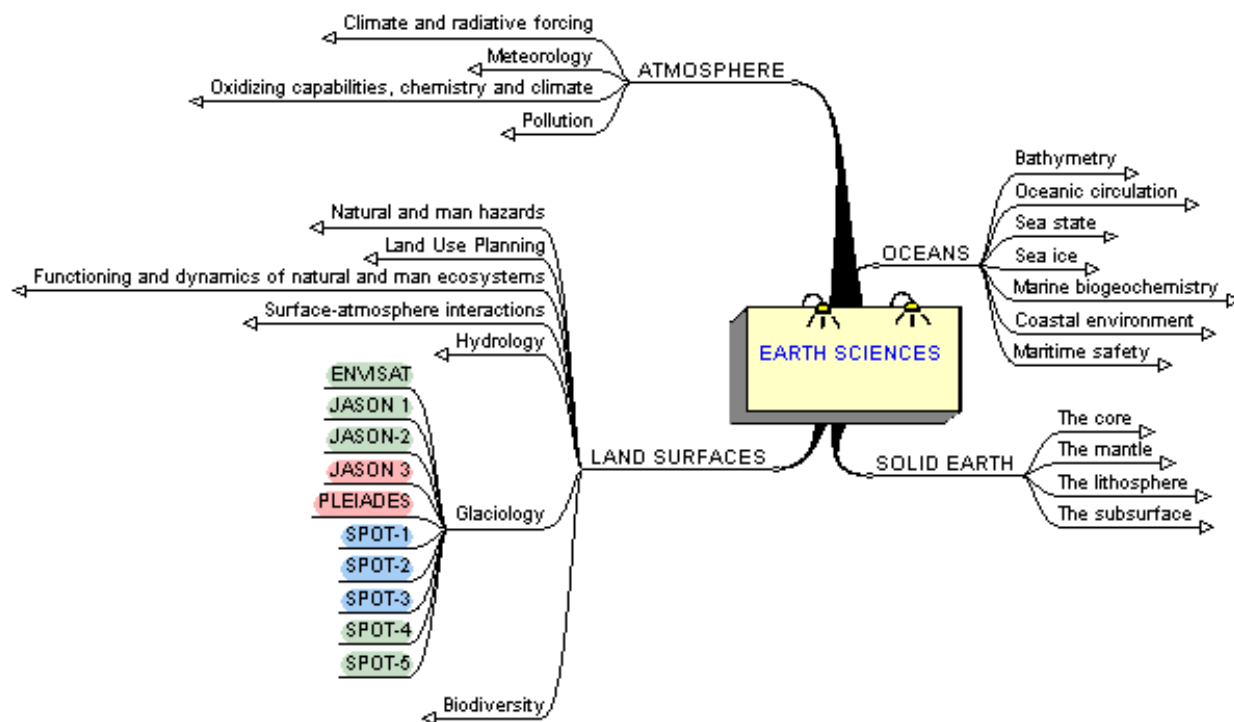 Climate and radiative forcing
Meteorology
Oxidizing capabilities, chemistry and climate
Pollution
ATMOSPHERE
Bathymetry
Oceanic circulation
Sea state
Sea ice
Marine biogeochemistry
Coastal environment
Maritime safety
OCEANS
EARTH SCIENCES
Natural and man hazards
Land Use Planning
Functioning and dynamics of natural and man ecosystems
Surface-atmosphere interactions
Hydrology
LAND SURFACES
ENVISAT
JASON 1
JASON-2
JASON 3
PLEIADES
SPOT-1
SPOT-2
SPOT-3
SPOT-4
SPOT-5
Glaciology
Biodiversity
SOLID EARTH
The core
The mantle
The lithosphere
The subsurface